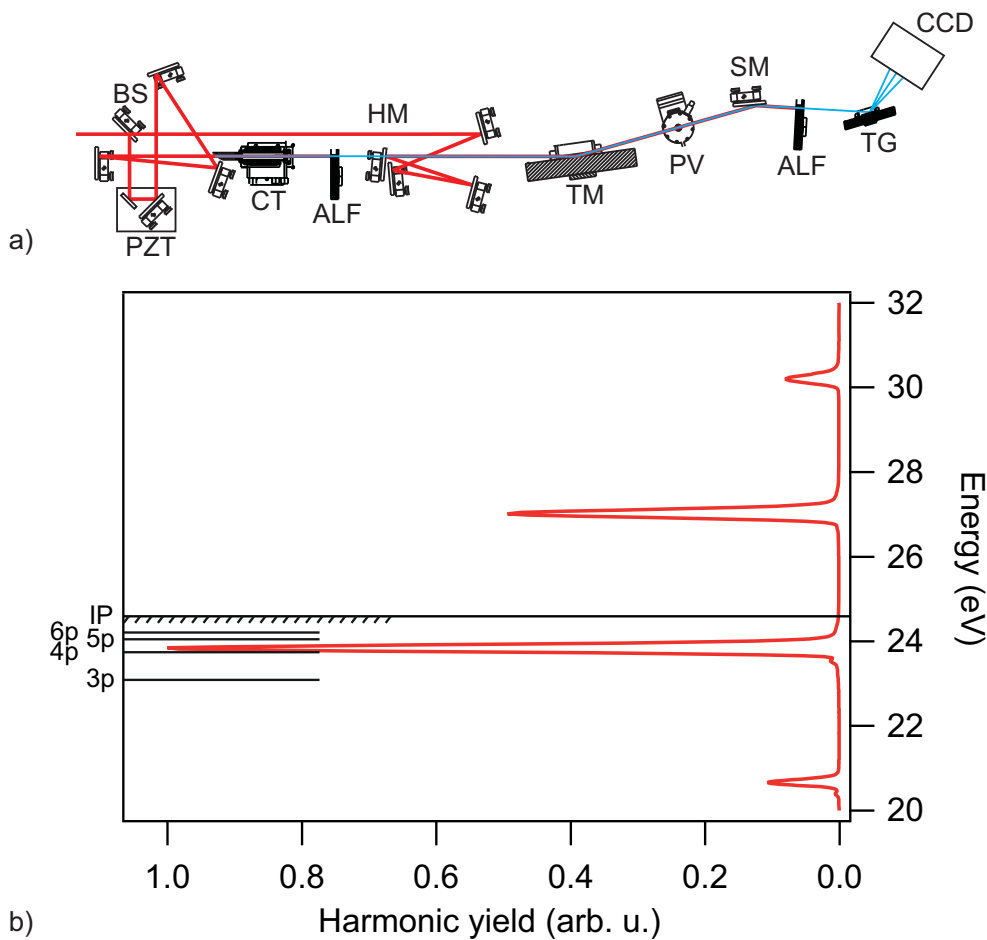 CCD
SM
BS
HM
PV
ALF
TG
CT
TM
ALF
PZT
a)
32
30
28
26
24
22
20
Energy (eV)
IP
6p
5p
4p
3p
1.0 0.8 0.6 0.4 0.2 0.0
Harmonic yield (arb. u.)
b)